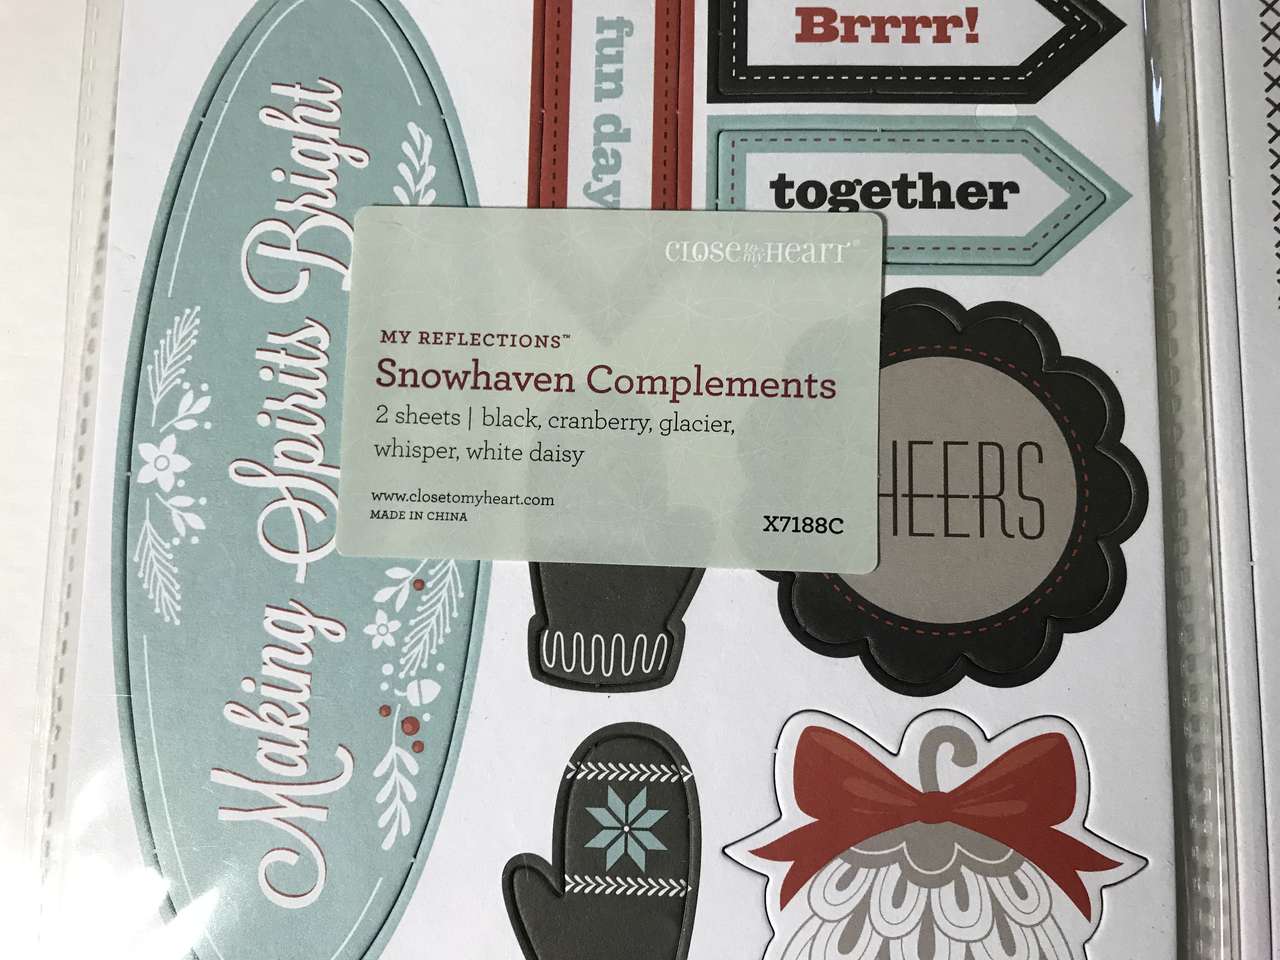 Brrrr!
fun day
together
Making Spirits Bright
CLOSE to my HEART®
MY REFLECTIONS™
Snowhaven Complements
2 sheets | black, cranberry, glacier,
whisper, white daisy
www.closetomyheart.com
MADE IN CHINA
X7188C
HEERS